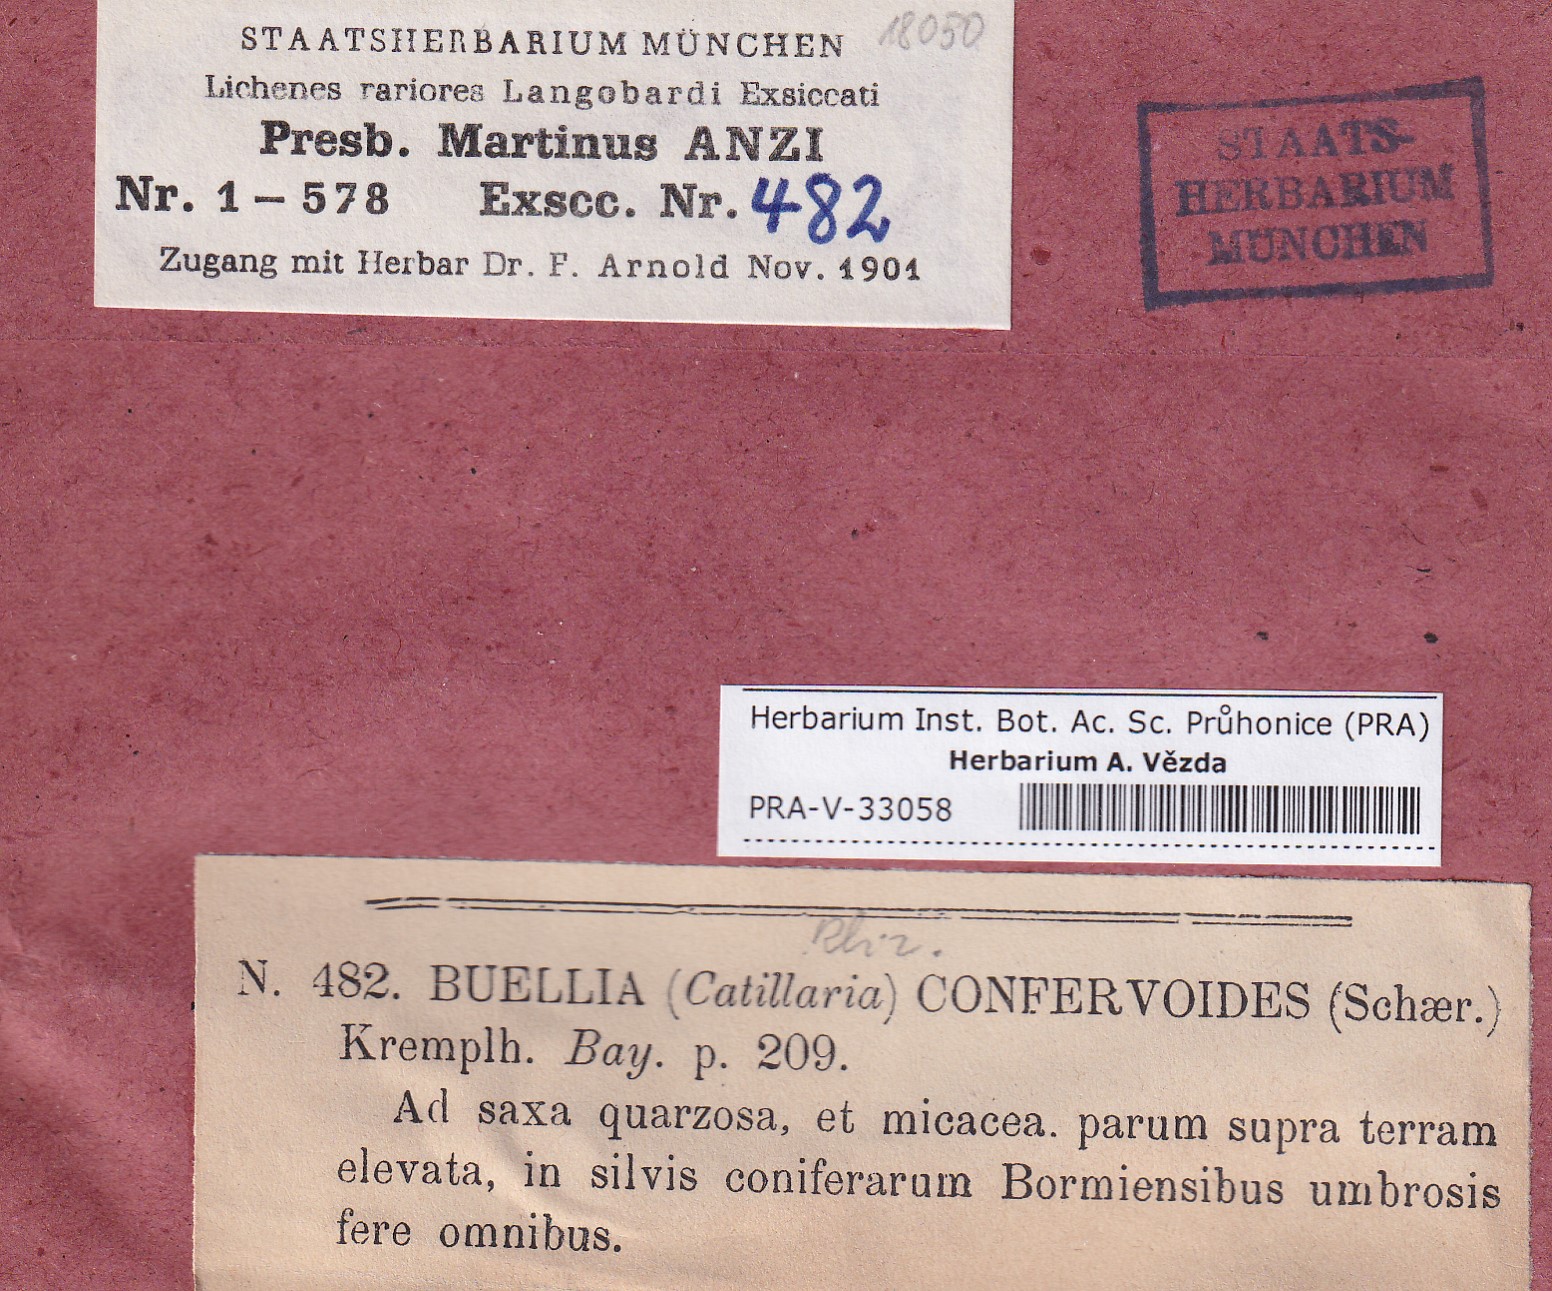 STAATSHERBARIUM MÜNCHEN 18050
Lichenes rariores Langobardi Exsiccati
Presb. Martinus ANZI
Nr. 1 – 578 Exscc. Nr. 482
Zugang mit Herbar Dr. F. Arnold Nov. 1901
STAATS-
HERBARIUM
MÜNCHEN
Herbarium Inst. Bot. Ac. Sc. Průhonice (PRA)
Herbarium A. Vězda
PRA-V-33058
Rhiz.
N. 482. BUELLIA (Catillaria) CONFERVOIDES (Schær.)
Kremplh. Bay. p. 209.
Ad saxa quarzosa, et micacea. parum supra terram
elevata, in silvis coniferarum Bormiensibus umbrosis
fere omnibus.